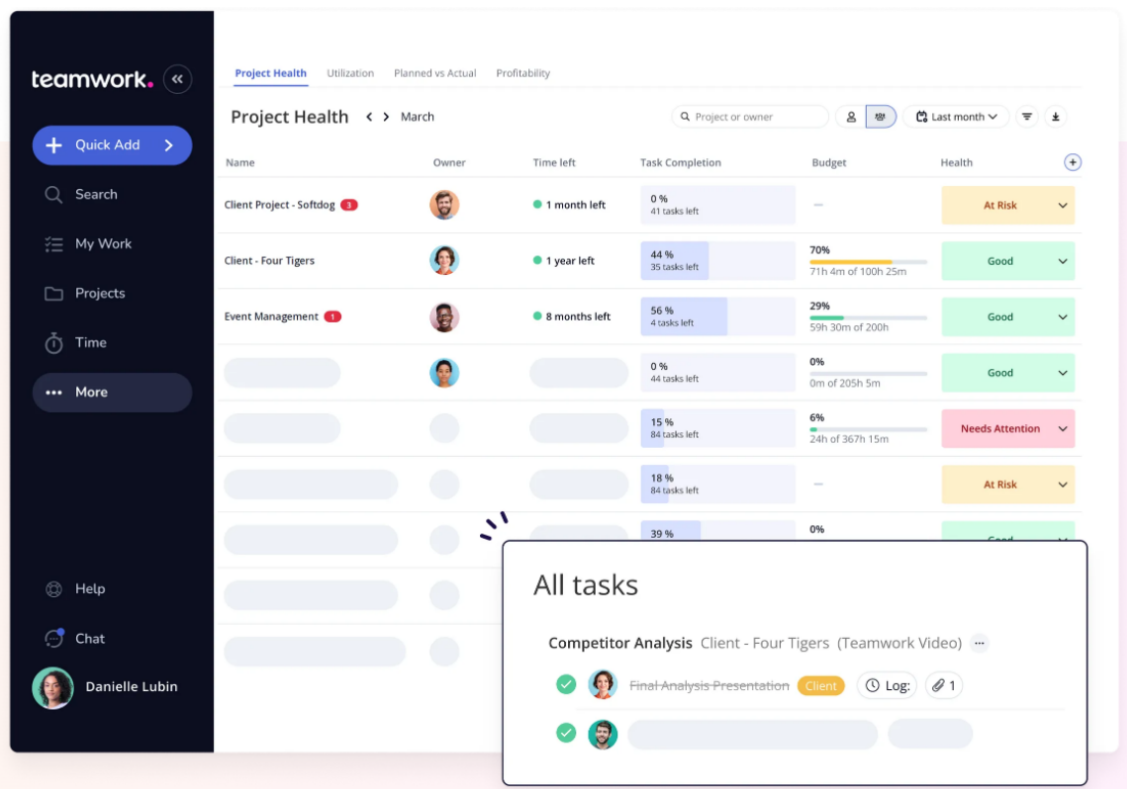 teamwork.
Quick Add
Search
My Work
Projects
Time
More
Help
Chat
Danielle Lubin
Project Health Utilization Planned vs Actual Profitability
Project Health March
Project or owner
Last month
Name Owner Time left Task Completion Budget Health
Client Project - Softdog 3 1 month left 0 % — At Risk
41 tasks left
Client - Four Tigers 1 year left 44 % 70% Good
35 tasks left 71h 4m of 100h 25m
Event Management 1 8 months left 56 % 29% Good
4 tasks left 59h 30m of 200h
0 % 0% Good
44 tasks left 0m of 205h 5m
15 % 6% Needs Attention
84 tasks left 24h of 367h 15m
18 % — At Risk
84 tasks left
39 % 0% Good
All tasks
Competitor Analysis Client - Four Tigers (Teamwork Video)
Final Analysis Presentation Client Log: 1